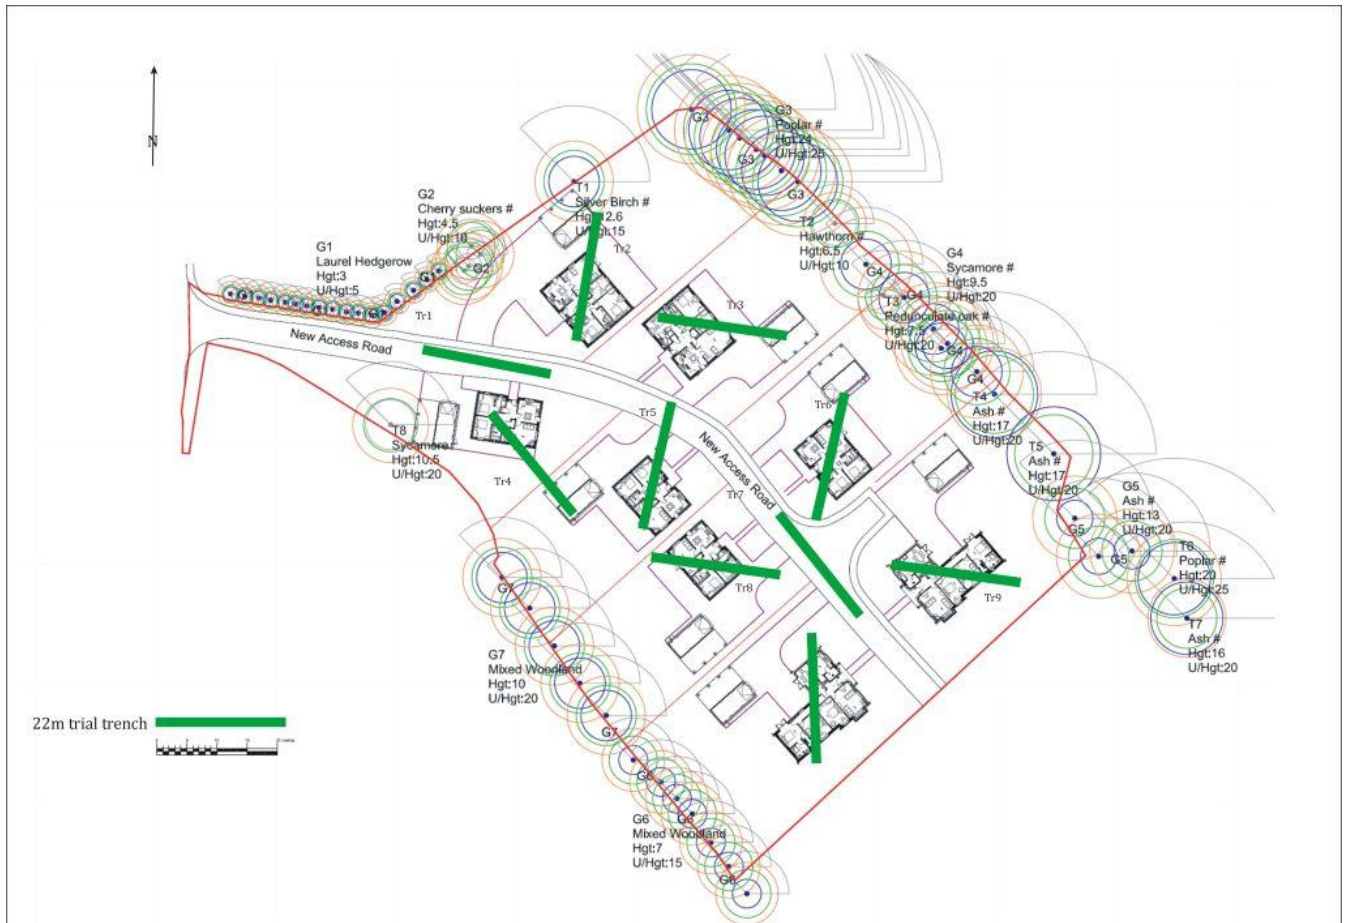 N
G3
G3
Poplar #
Hgt:24
U/Hgt:25
G3
G3
T1
Silver Birch #
Hgt:12.6
U/Hgt:15
G2
Cherry suckers #
Hgt:4.5
U/Hgt:10
G2
Tr2
T2
Hawthorn #
Hgt:6.5
U/Hgt:10
G1
Laurel Hedgerow
Hgt:3
U/Hgt:5
G1
G1
G1
G1
Tr1
G4
G4
Sycamore #
Hgt:9.5
U/Hgt:20
G4
T3
Pedunculate oak #
Hgt:7.5
U/Hgt:20
G4
G4
Tr3
New Access Road
T4
Ash #
Hgt:17
U/Hgt:20
Tr5
Tr6
T8
Sycamore
Hgt:10.5
U/Hgt:20
New Access Road
T5
Ash #
Hgt:17
U/Hgt:20
Tr4
Tr7
G5
Ash #
Hgt:13
U/Hgt:20
G5
G5
T6
Poplar #
Hgt:20
U/Hgt:25
G7
Tr8
Tr9
T7
Ash #
Hgt:16
U/Hgt:20
G7
Mixed Woodland
Hgt:10
U/Hgt:20
G7
22m trial trench
G6
G6
Mixed Woodland
Hgt:7
U/Hgt:15
G6
G6